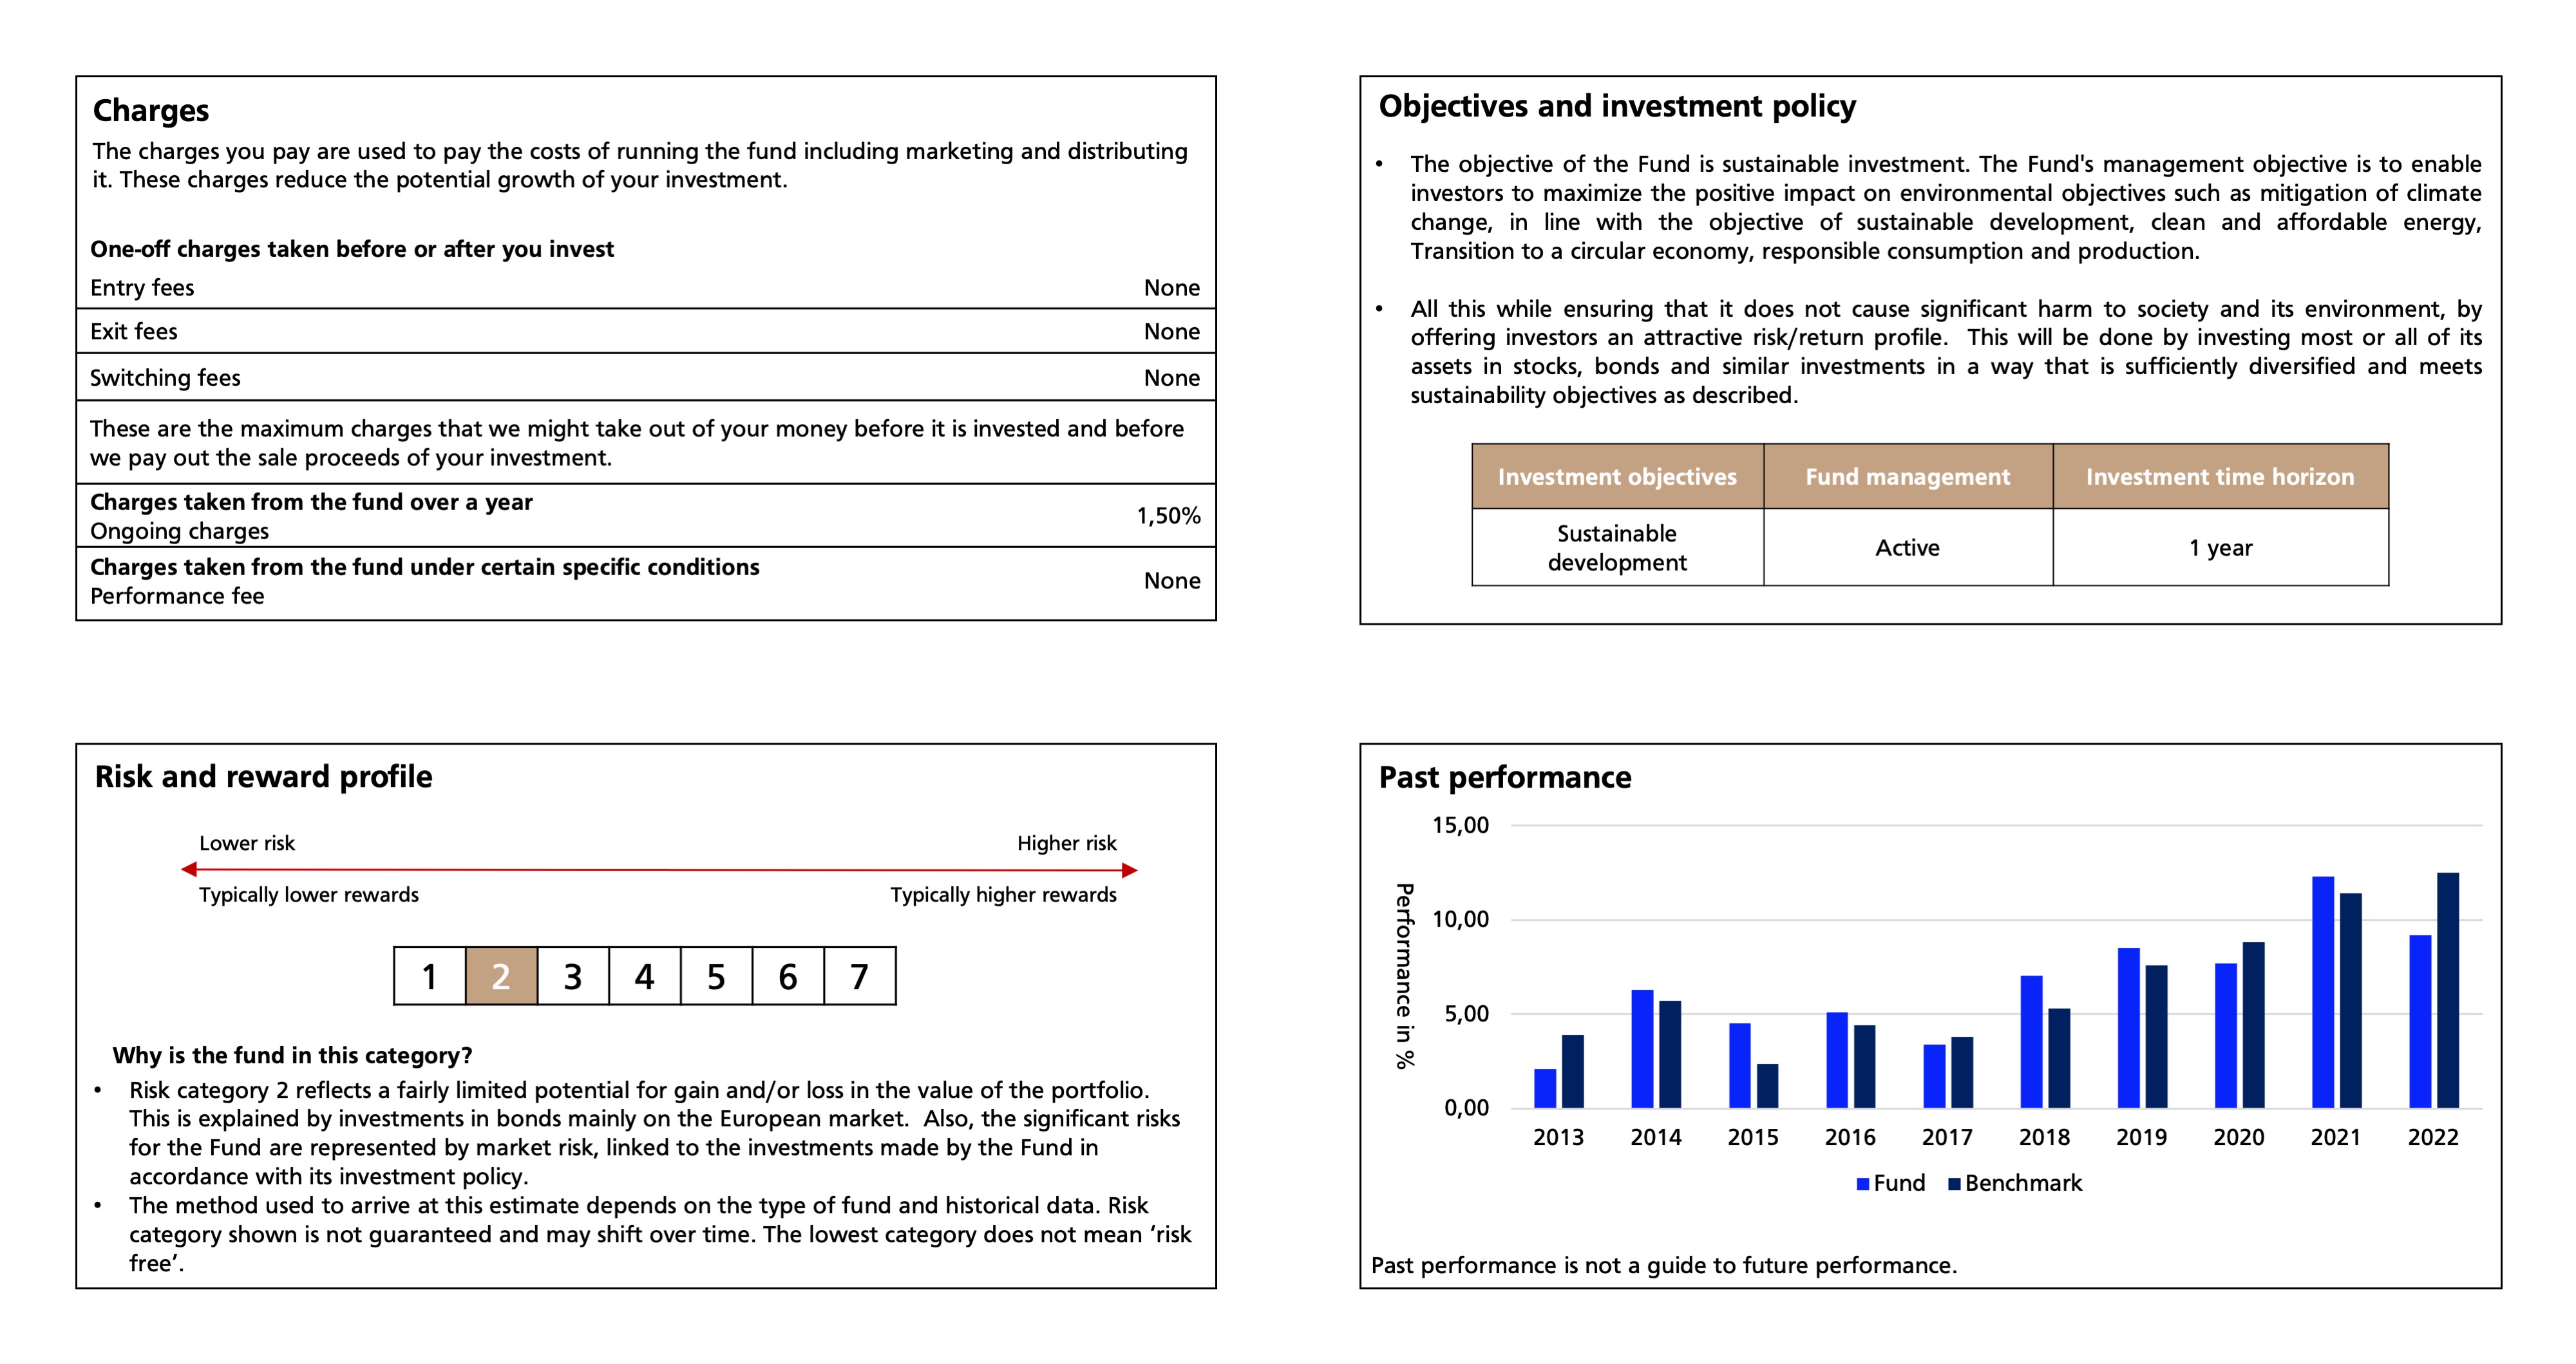 Charges
The charges you pay are used to pay the costs of running the fund including marketing and distributing
it. These charges reduce the potential growth of your investment.
One-off charges taken before or after you invest
Entry fees None
Exit fees None
Switching fees None
These are the maximum charges that we might take out of your money before it is invested and before
we pay out the sale proceeds of your investment.
Charges taken from the fund over a year
Ongoing charges 1,50%
Charges taken from the fund under certain specific conditions
Performance fee None
Objectives and investment policy
• The objective of the Fund is sustainable investment. The Fund's management objective is to enable
investors to maximize the positive impact on environmental objectives such as mitigation of climate
change, in line with the objective of sustainable development, clean and affordable energy,
Transition to a circular economy, responsible consumption and production.
• All this while ensuring that it does not cause significant harm to society and its environment, by
offering investors an attractive risk/return profile. This will be done by investing most or all of its
assets in stocks, bonds and similar investments in a way that is sufficiently diversified and meets
sustainability objectives as described.
Investment objectives Fund management Investment time horizon
Sustainable
development Active 1 year
Risk and reward profile
Lower risk Higher risk
Typically lower rewards Typically higher rewards
1 2 3 4 5 6 7
Why is the fund in this category?
• Risk category 2 reflects a fairly limited potential for gain and/or loss in the value of the portfolio.
This is explained by investments in bonds mainly on the European market. Also, the significant risks
for the Fund are represented by market risk, linked to the investments made by the Fund in
accordance with its investment policy.
• The method used to arrive at this estimate depends on the type of fund and historical data. Risk
category shown is not guaranteed and may shift over time. The lowest category does not mean ‘risk
free’.
Past performance
Performance in %
15,00
10,00
5,00
0,00
2013 2014 2015 2016 2017 2018 2019 2020 2021 2022
Fund Benchmark
Past performance is not a guide to future performance.